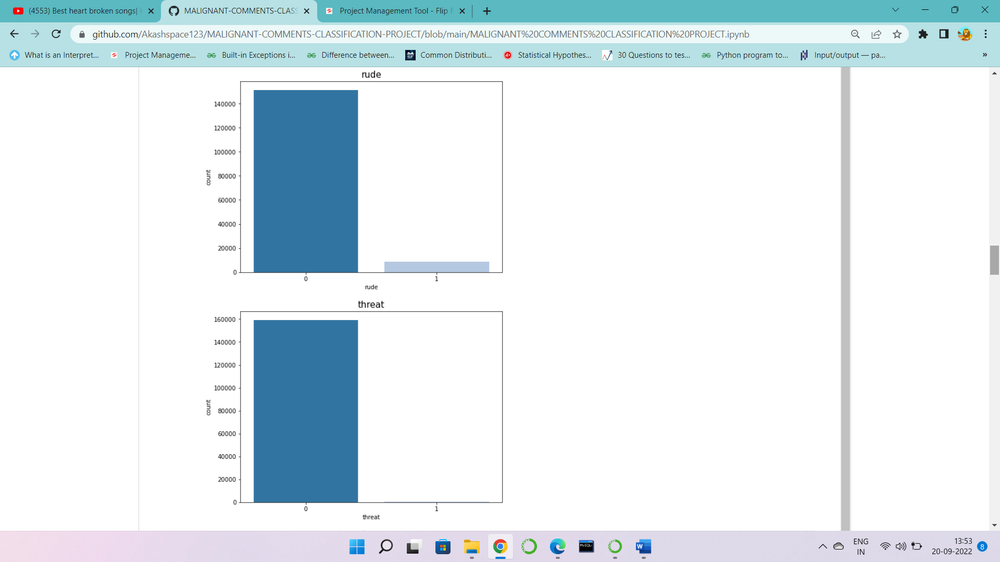 (4553) Best heart broken songs|
MALIGNANT-COMMENTS-CLASS
Project Management Tool - Flip R
github.com/Akashspace123/MALIGNANT-COMMENTS-CLASSIFICATION-PROJECT/blob/main/MALIGNANT%20COMMENTS%20CLASSIFICATION%20PROJECT.ipynb
What is an Interpret...
Project Manageme...
Built-in Exceptions i...
Difference between...
SF
Common Distributi...
A+
Statistical Hypothes...
30 Questions to tes...
Python program to...
Input/output — pa...
»
rude
140000
120000
100000
80000
60000
40000
20000
0
count
0 1
rude
threat
160000
140000
120000
100000
80000
60000
40000
20000
0
count
0 1
threat
MySQL
W
ENG
IN
13:53
20-09-2022
8